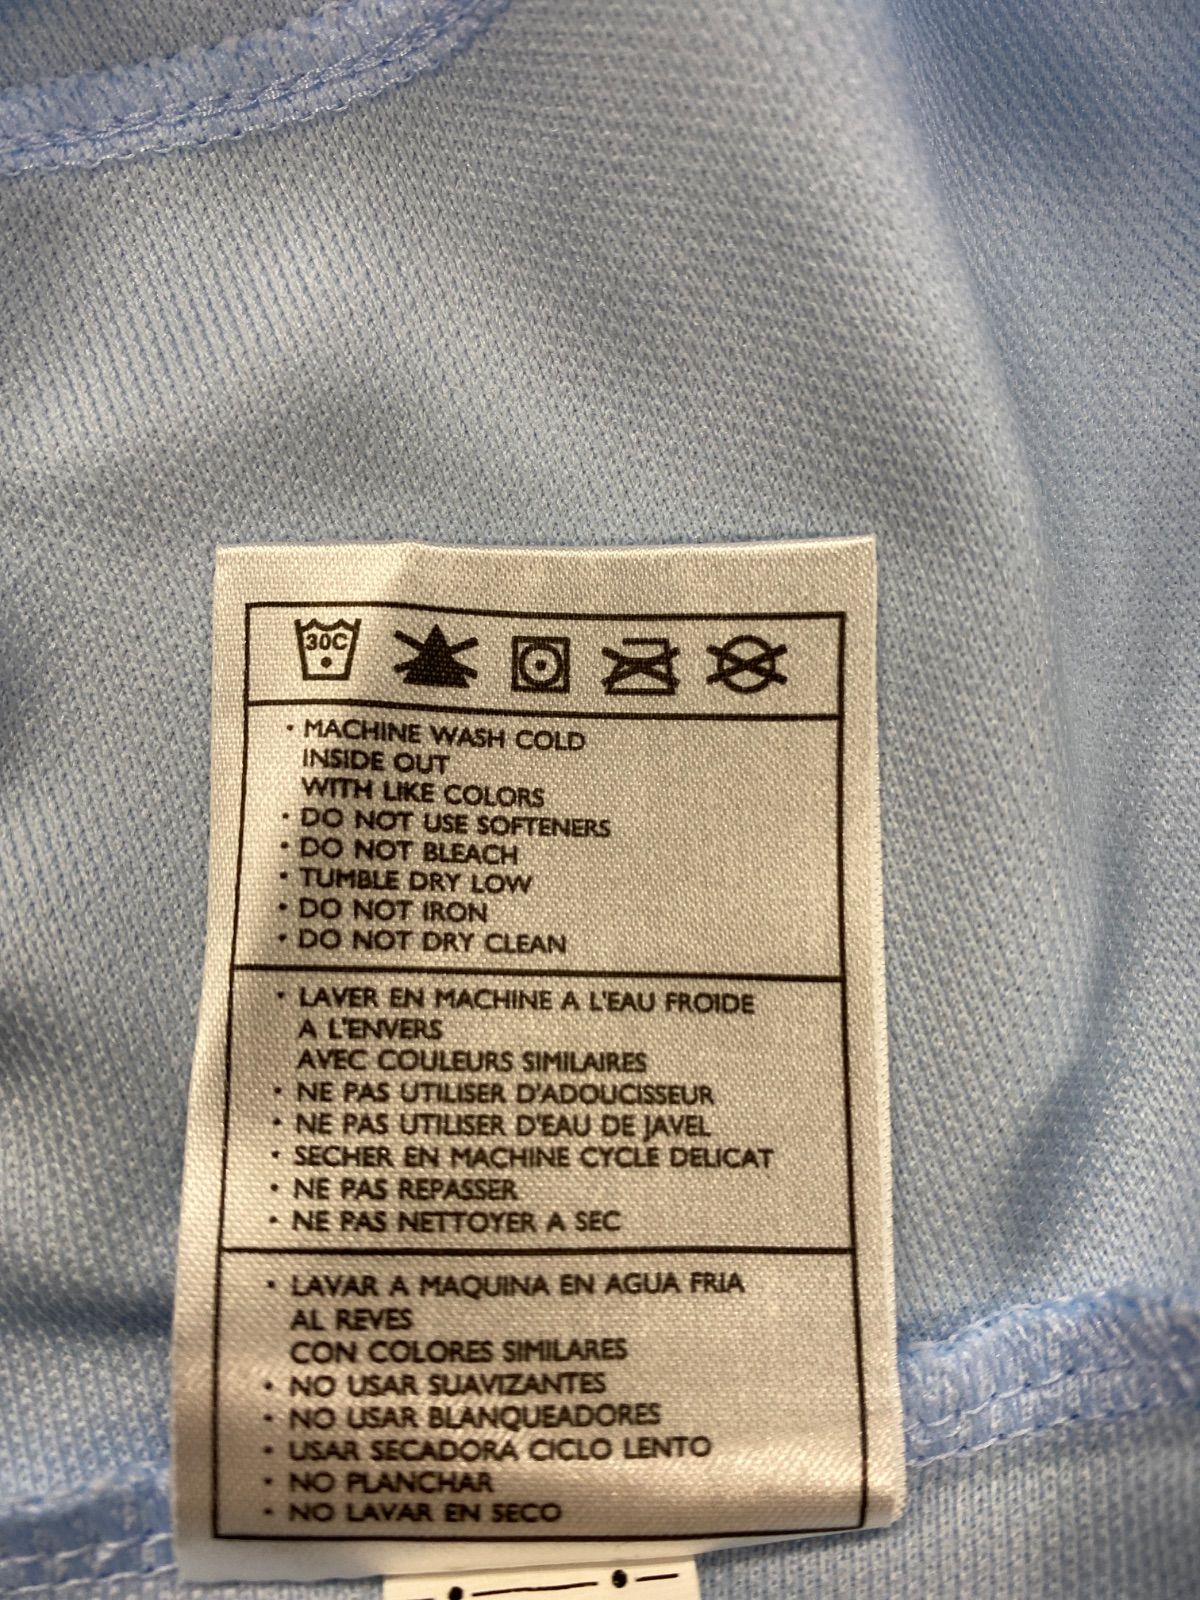 30C
• MACHINE WASH COLD
INSIDE OUT
WITH LIKE COLORS
• DO NOT USE SOFTENERS
• DO NOT BLEACH
• TUMBLE DRY LOW
• DO NOT IRON
• DO NOT DRY CLEAN
• LAVER EN MACHINE A L'EAU FROIDE
A L'ENVERS
AVEC COULEURS SIMILAIRES
• NE PAS UTILISER D'ADOUCISSEUR
• NE PAS UTILISER D'EAU DE JAVEL
• SECHER EN MACHINE CYCLE DELICAT
• NE PAS REPASSER
• NE PAS NETTOYER A SEC
• LAVAR A MAQUINA EN AGUA FRIA
AL REVES
CON COLORES SIMILARES
• NO USAR SUAVIZANTES
• NO USAR BLANQUEADORES
• USAR SECADORA CICLO LENTO
• NO PLANCHAR
• NO LAVAR EN SECO